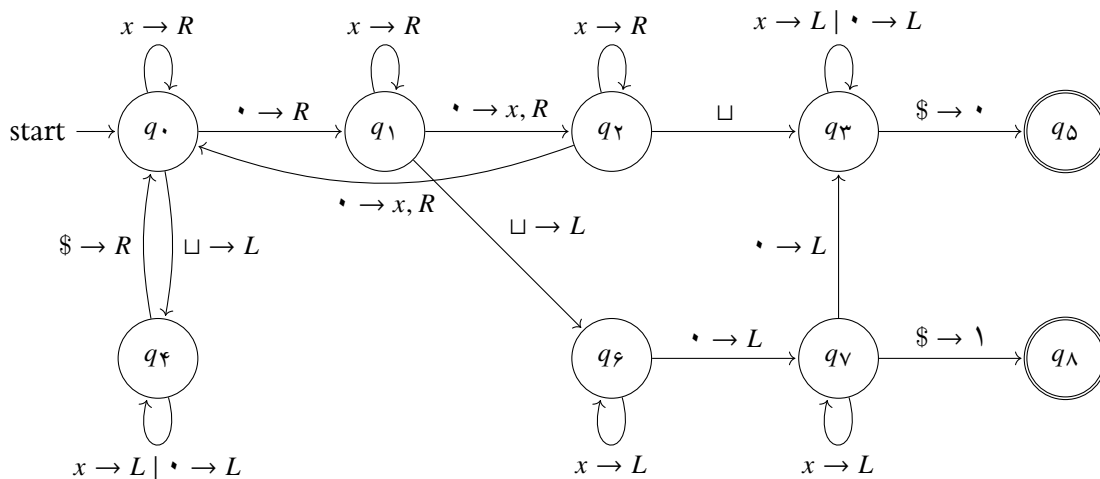 x → R
x → R
x → R
x → L | ۰ → L
start
q۰
۰ → R
q۱
۰ → x, R
q۲
⊔
q۳
$ → ۰
q۵
۰ → x, R
$ → R
⊔ → L
⊔ → L
۰ → L
q۴
q۶
۰ → L
q۷
$ → ۱
q۸
x → L | ۰ → L
x → L
x → L